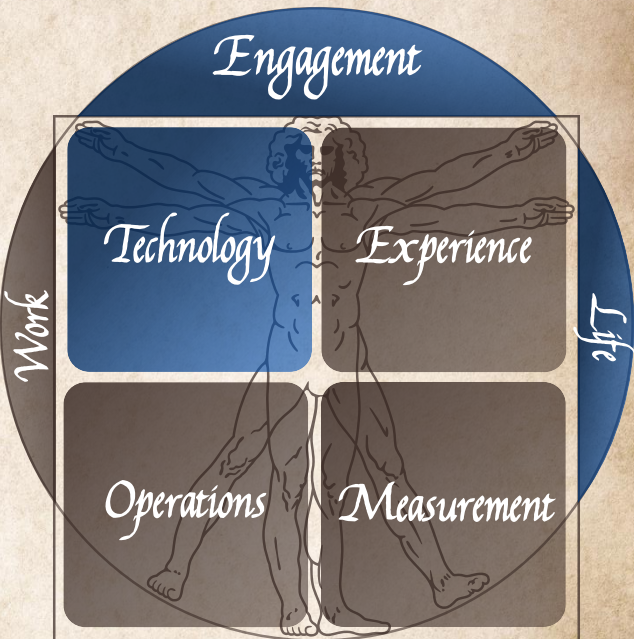 Engagement
Technology
Experience
Work
Life
Operations
Measurement